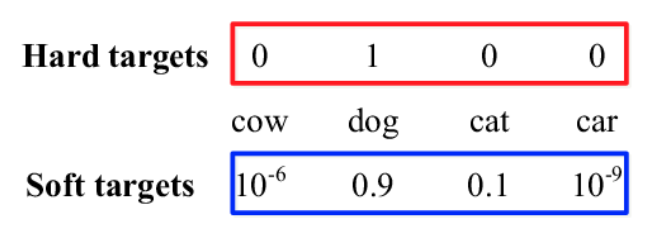 Hard targets 0 1 0 0
cow dog cat car
Soft targets 10⁻⁶ 0.9 0.1 10⁻⁹